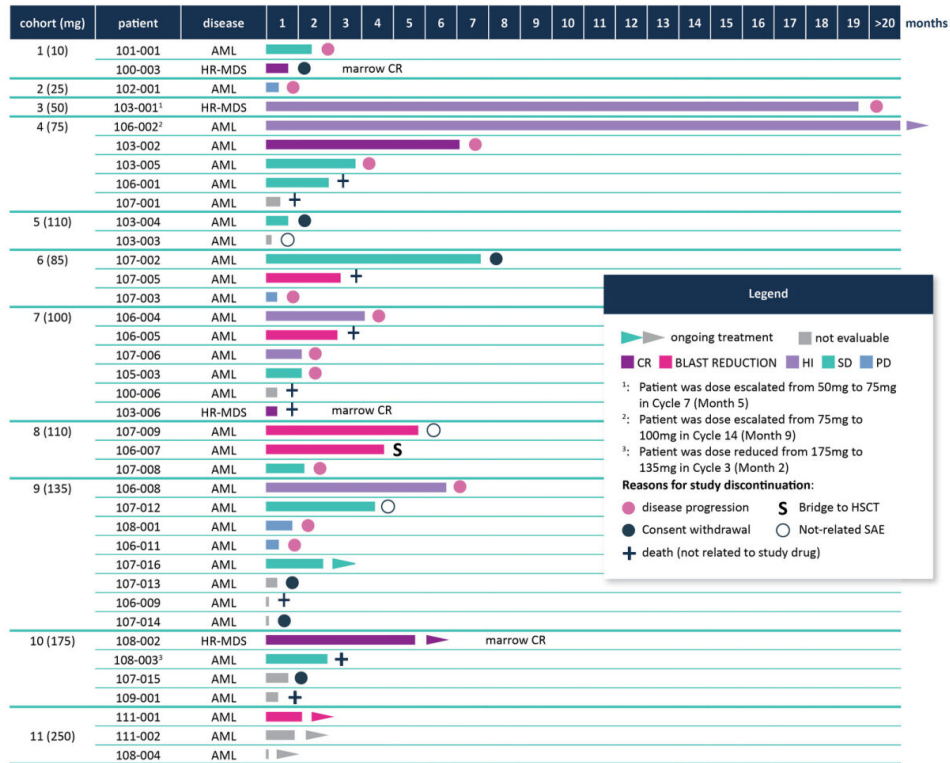 cohort (mg) patient disease 1 2 3 4 5 6 7 8 9 10 11 12 13 14 15 16 17 18 19 >20 months
1 (10) 101-001 AML
100-003 HR-MDS marrow CR
2 (25) 102-001 AML
3 (50) 103-001¹ HR-MDS
4 (75) 106-002² AML
103-002 AML
103-005 AML
106-001 AML
107-001 AML
5 (110) 103-004 AML
103-003 AML
6 (85) 107-002 AML
107-005 AML
107-003 AML
7 (100) 106-004 AML
106-005 AML
107-006 AML
105-003 AML
100-006 AML
103-006 HR-MDS marrow CR
8 (110) 107-009 AML
106-007 AML S
107-008 AML
9 (135) 106-008 AML
107-012 AML
108-001 AML
106-011 AML
107-016 AML
107-013 AML
106-009 AML
107-014 AML
10 (175) 108-002 HR-MDS marrow CR
108-003³ AML
107-015 AML
109-001 AML
111-001 AML
11 (250) 111-002 AML
108-004 AML
Legend
ongoing treatment not evaluable
CR BLAST REDUCTION HI SD PD
¹: Patient was dose escalated from 50mg to 75mg
in Cycle 7 (Month 5)
²: Patient was dose escalated from 75mg to
100mg in Cycle 14 (Month 9)
³: Patient was dose reduced from 175mg to
135mg in Cycle 3 (Month 2)
Reasons for study discontinuation:
disease progression S Bridge to HSCT
Consent withdrawal Not-related SAE
death (not related to study drug)